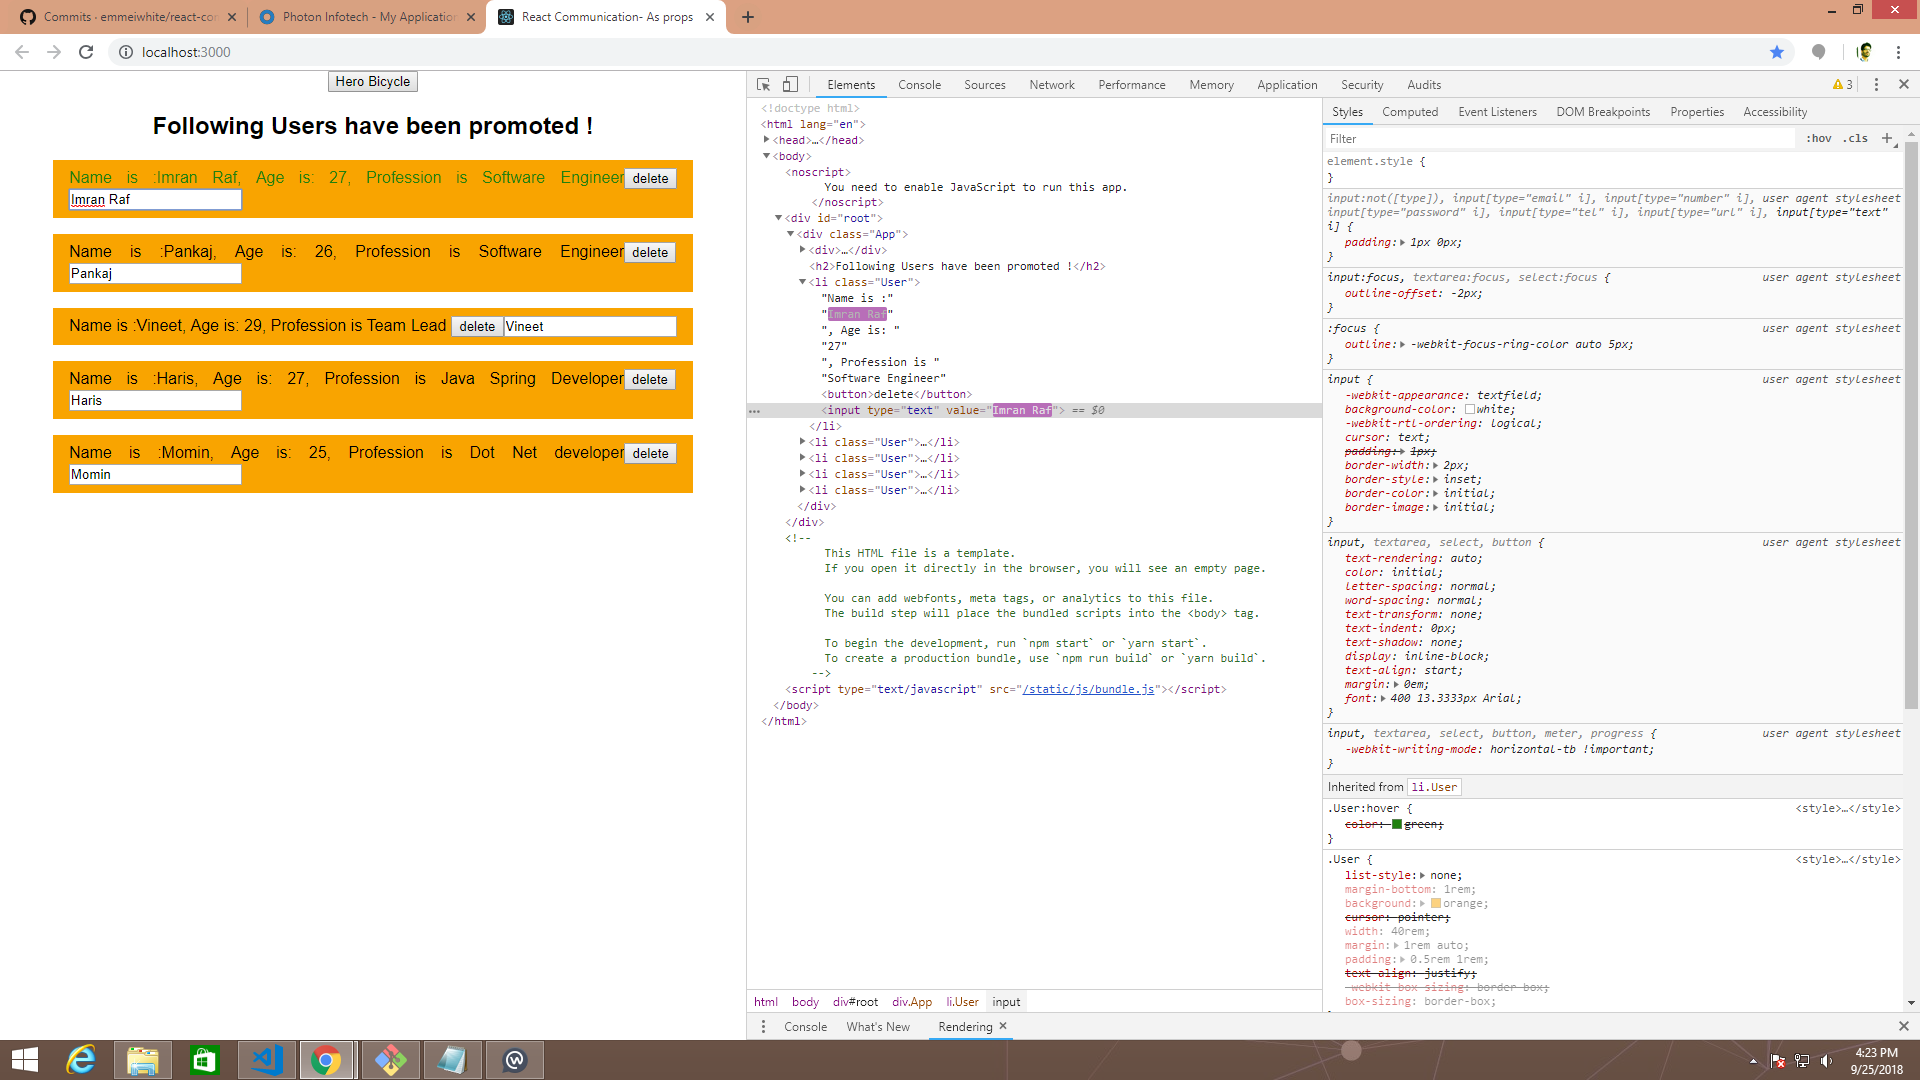 Commits · emmeiwhite/react-con
Photon Infotech - My Application
React Communication- As props
localhost:3000
Hero Bicycle
Following Users have been promoted !
Name is :Imran Raf, Age is: 27, Profession is Software Engineer delete
Imran Raf
Name is :Pankaj, Age is: 26, Profession is Software Engineer delete
Pankaj
Name is :Vineet, Age is: 29, Profession is Team Lead delete Vineet
Name is :Haris, Age is: 27, Profession is Java Spring Developer delete
Haris
Name is :Momin, Age is: 25, Profession is Dot Net developer delete
Momin
Elements Console Sources Network Performance Memory Application Security Audits 3
<!doctype html>
<html lang="en">
<head>…</head>
<body>
<noscript>
You need to enable JavaScript to run this app.
</noscript>
<div id="root">
<div class="App">
<div>…</div>
<h2>Following Users have been promoted !</h2>
<li class="User">
"Name is :"
"Imran Raf"
", Age is: "
"27"
", Profession is "
"Software Engineer"
<button>delete</button>
<input type="text" value="Imran Raf"> == $0
</li>
<li class="User">…</li>
<li class="User">…</li>
<li class="User">…</li>
<li class="User">…</li>
</div>
</div>
<!--
This HTML file is a template.
If you open it directly in the browser, you will see an empty page.
You can add webfonts, meta tags, or analytics to this file.
The build step will place the bundled scripts into the <body> tag.
To begin the development, run `npm start` or `yarn start`.
To create a production bundle, use `npm run build` or `yarn build`.
-->
<script type="text/javascript" src="/static/js/bundle.js"></script>
</body>
</html>
html body div#root div.App li.User input
Styles Computed Event Listeners DOM Breakpoints Properties Accessibility
Filter :hov .cls +
element.style {
}
input:not([type]), input[type="email" i], input[type="number" i], user agent stylesheet
input[type="password" i], input[type="tel" i], input[type="url" i], input[type="text"
i] {
padding: 1px 0px;
}
input:focus, textarea:focus, select:focus { user agent stylesheet
outline-offset: -2px;
}
:focus { user agent stylesheet
outline: -webkit-focus-ring-color auto 5px;
}
input { user agent stylesheet
-webkit-appearance: textfield;
background-color: white;
-webkit-rtl-ordering: logical;
cursor: text;
padding: 1px;
border-width: 2px;
border-style: inset;
border-color: initial;
border-image: initial;
}
input, textarea, select, button { user agent stylesheet
text-rendering: auto;
color: initial;
letter-spacing: normal;
word-spacing: normal;
text-transform: none;
text-indent: 0px;
text-shadow: none;
display: inline-block;
text-align: start;
margin: 0em;
font: 400 13.3333px Arial;
}
input, textarea, select, button, meter, progress { user agent stylesheet
-webkit-writing-mode: horizontal-tb !important;
}
Inherited from li.User
.User:hover { <style>…</style>
color: green;
}
.User { <style>…</style>
list-style: none;
margin-bottom: 1rem;
background: orange;
cursor: pointer;
width: 40rem;
margin: 1rem auto;
padding: 0.5rem 1rem;
text-align: justify;
-webkit-box-sizing: border-box;
box-sizing: border-box;
Console What's New Rendering
4:23 PM
9/25/2018